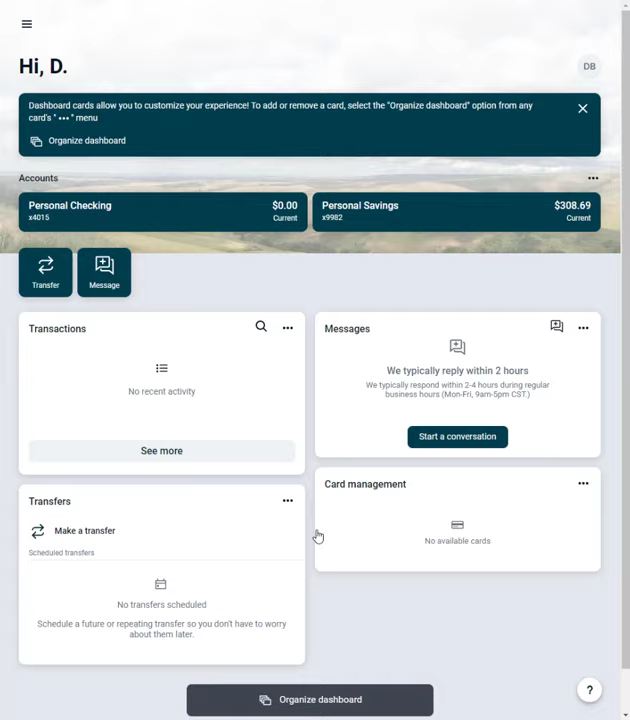 Hi, D.
DB
Dashboard cards allow you to customize your experience! To add or remove a card, select the "Organize dashboard" option from any
card's " ••• " menu
Organize dashboard
Accounts
Personal Checking $0.00
x4015 Current
Personal Savings $308.69
x9982 Current
Transfer
Message
Transactions
No recent activity
See more
Messages
We typically reply within 2 hours
We typically respond within 2-4 hours during regular
business hours (Mon-Fri, 9am-5pm CST.)
Start a conversation
Transfers
Make a transfer
Scheduled transfers
No transfers scheduled
Schedule a future or repeating transfer so you don't have to worry
about them later.
Card management
No available cards
Organize dashboard
?